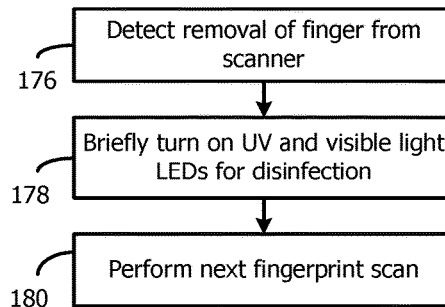 Detect removal of finger from
scanner
176
Briefly turn on UV and visible light
LEDs for disinfection
178
Perform next fingerprint scan
180